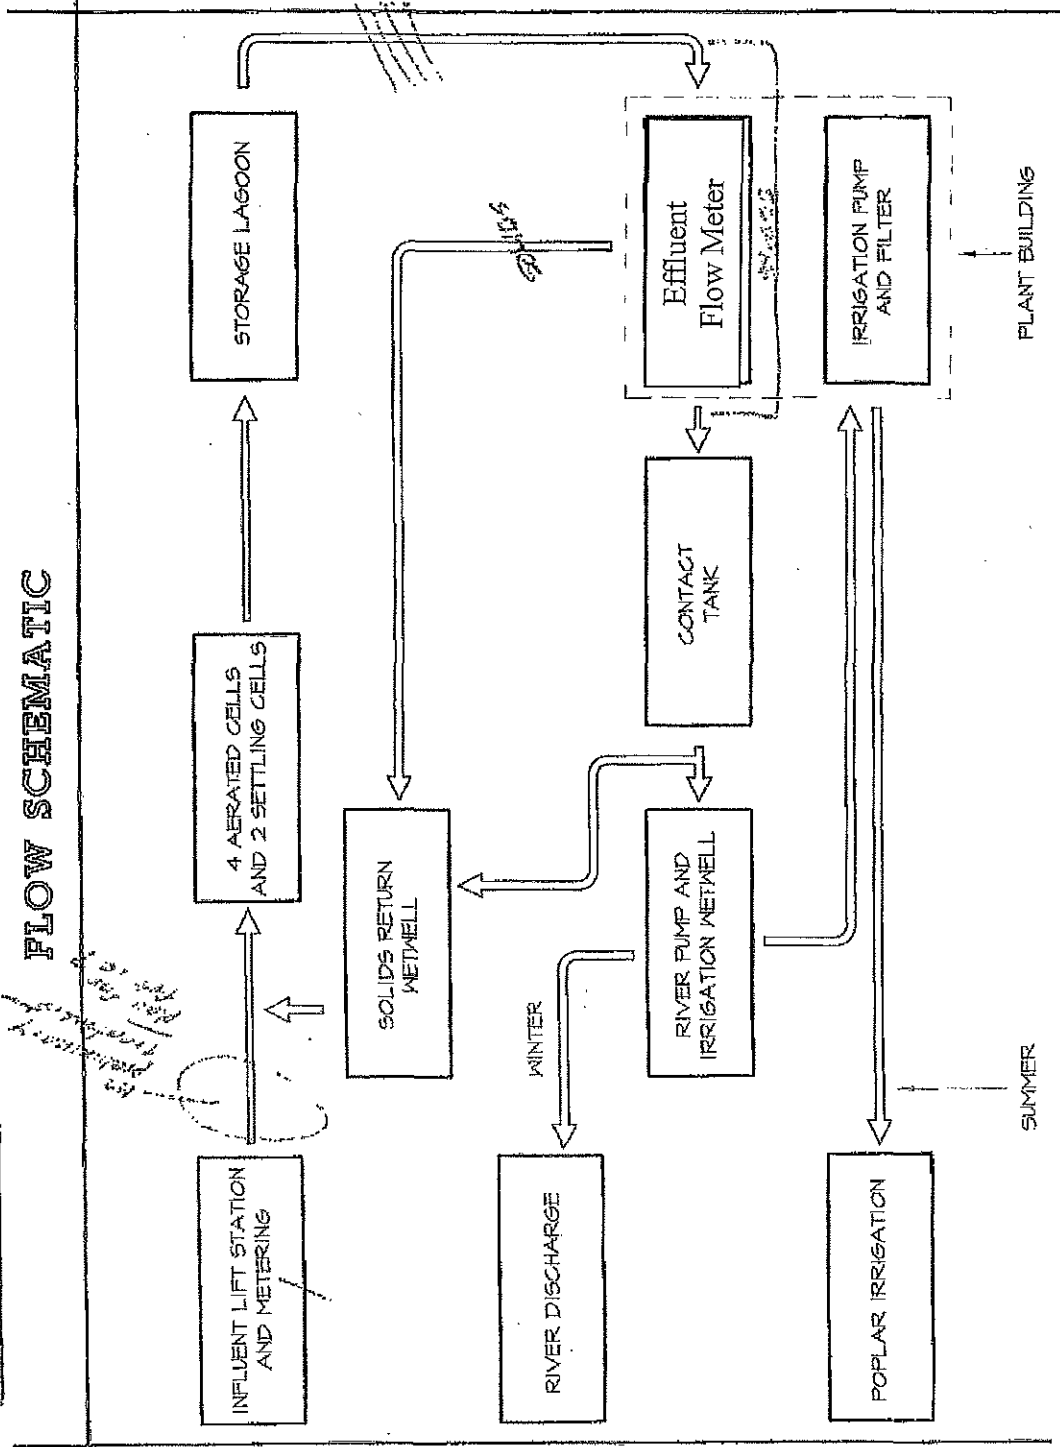 FLOW SCHEMATIC
INFLUENT LIFT STATION
AND METERING
4 AERATED CELLS
AND 2 SETTLING CELLS
STORAGE LAGOON
SOLIDS RETURN
WETWELL
WINTER
RIVER DISCHARGE
RIVER PUMP AND
IRRIGATION WETWELL
CONTACT
TANK
Effluent
Flow Meter
POPLAR IRRIGATION
IRRIGATION PUMP
AND FILTER
SUMMER
PLANT BUILDING